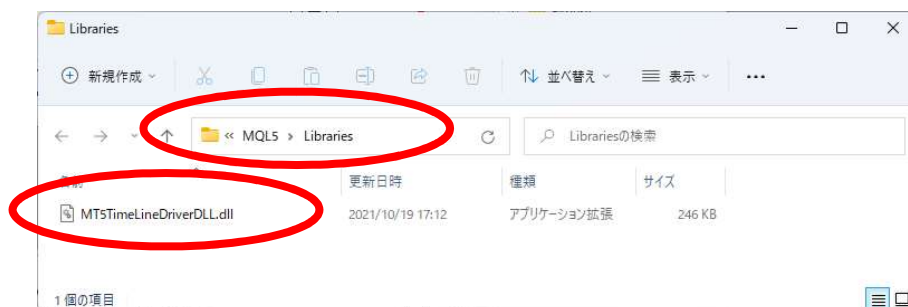 Libraries
新規作成 並べ替え 表示 ...
« MQL5 > Libraries Librariesの検索
更新日時 種類 サイズ
MT5TimeLineDriverDLL.dll 2021/10/19 17:12 アプリケーション拡張 246 KB
1 個の項目